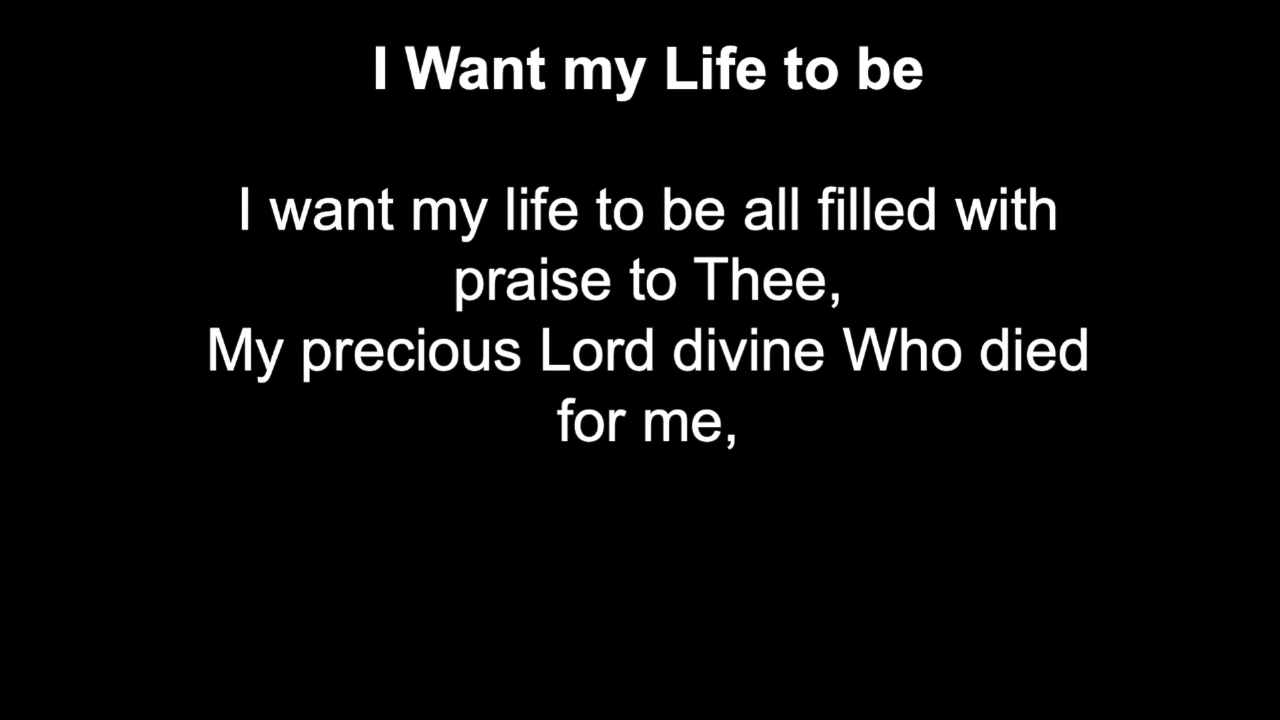 I Want my Life to be
I want my life to be all filled with
praise to Thee,
My precious Lord divine Who died
for me,